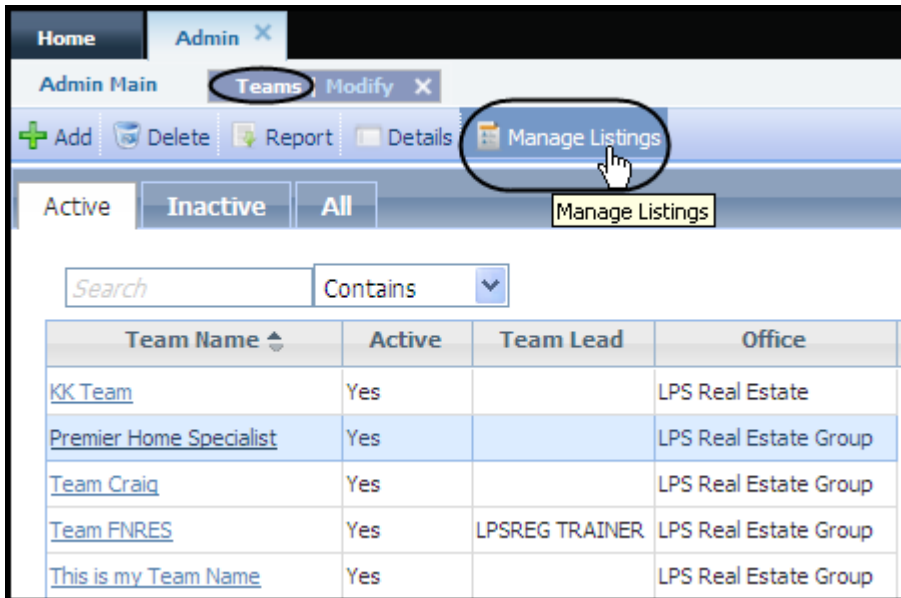 Home Admin
Admin Main Teams | Modify X
Add Delete Report Details Manage Listings
Active Inactive All
Manage Listings
Search Contains
Team Name Active Team Lead Office
KK Team Yes LPS Real Estate
Premier Home Specialist Yes LPS Real Estate Group
Team Craig Yes LPS Real Estate Group
Team FNRES Yes LPSREG TRAINER LPS Real Estate Group
This is my Team Name Yes LPS Real Estate Group